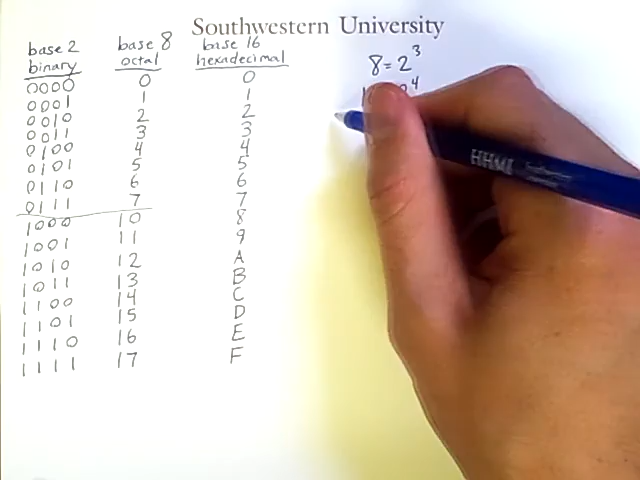 Southwestern University
base 2 base 8 base 16
binary octal hexadecimal
0000 0 0
0001 1 1
0010 2 2
0011 3 3
0100 4 4
0101 5 5
0110 6 6
0111 7 7
1000 10 8
1001 11 9
1010 12 A
1011 13 B
1100 14 C
1101 15 D
1110 16 E
1111 17 F
8=2³
HHMI